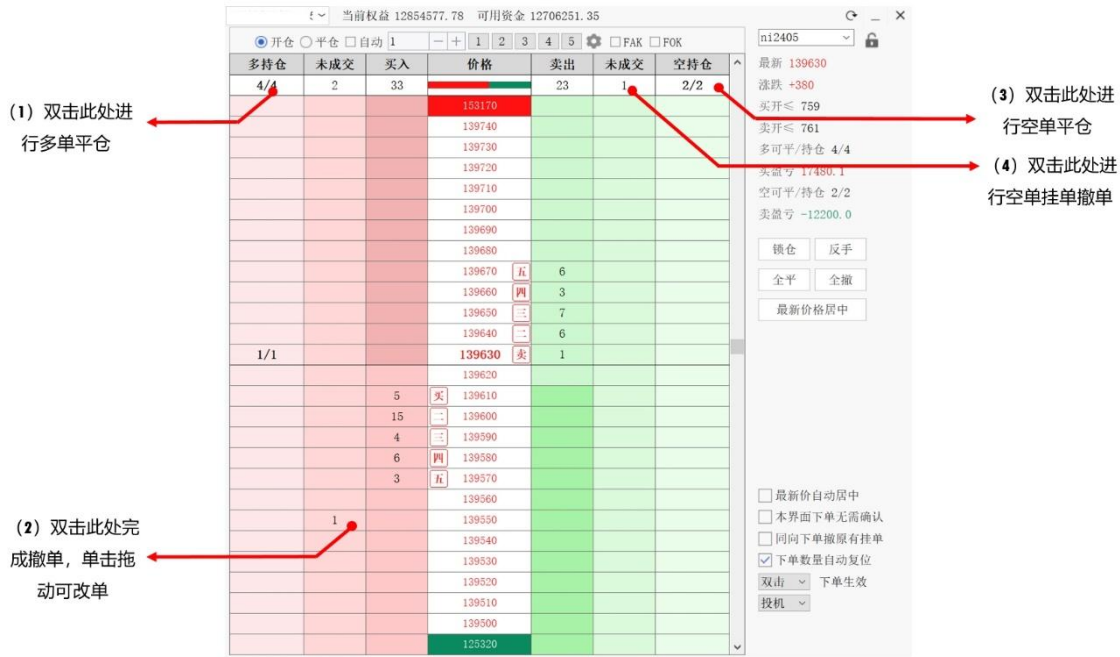 当前权益 12854577.78 可用资金 12706251.35
开仓 平仓 自动 1 － ＋ 1 2 3 4 5 FAK FOK
ni2405
多持仓 未成交 买入 价格 卖出 未成交 空持仓
4/4 2 33 23 1 2/2
153170
139740
139730
139720
139710
139700
139690
139680
139670 五 6
139660 四 3
139650 三 7
139640 二 6
1/1 139630 卖 1
139620
5 买 139610
15 二 139600
4 三 139590
6 四 139580
3 五 139570
139560
1 139550
139540
139530
139520
139510
139500
125320
最新 139630
涨跌 +380
买开≤ 759
卖开≤ 761
多可平/持仓 4/4
买盈亏 17480.1
空可平/持仓 2/2
卖盈亏 -12200.0
锁仓 反手
全平 全撤
最新价格居中
最新价自动居中
本界面下单无需确认
同向下单撤原有挂单
下单数量自动复位
双击 下单生效
投机
（1）双击此处进
行多单平仓
（2）双击此处完
成撤单，单击拖
动可改单
（3）双击此处进
行空单平仓
（4）双击此处进
行空单挂单撤单